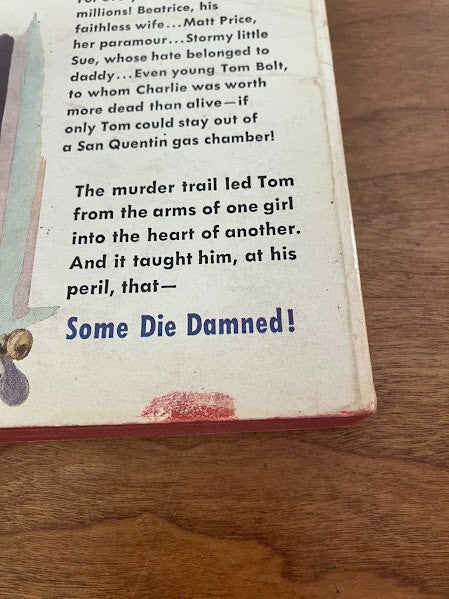 millions! Beatrice, his
faithless wife...Matt Price,
her paramour...Stormy little
Sue, whose hate belonged to
daddy...Even young Tom Bolt,
to whom Charlie was worth
more dead than alive—if
only Tom could stay out of
a San Quentin gas chamber!
The murder trail led Tom
from the arms of one girl
into the heart of another.
And it taught him, at his
peril, that—
Some Die Damned!